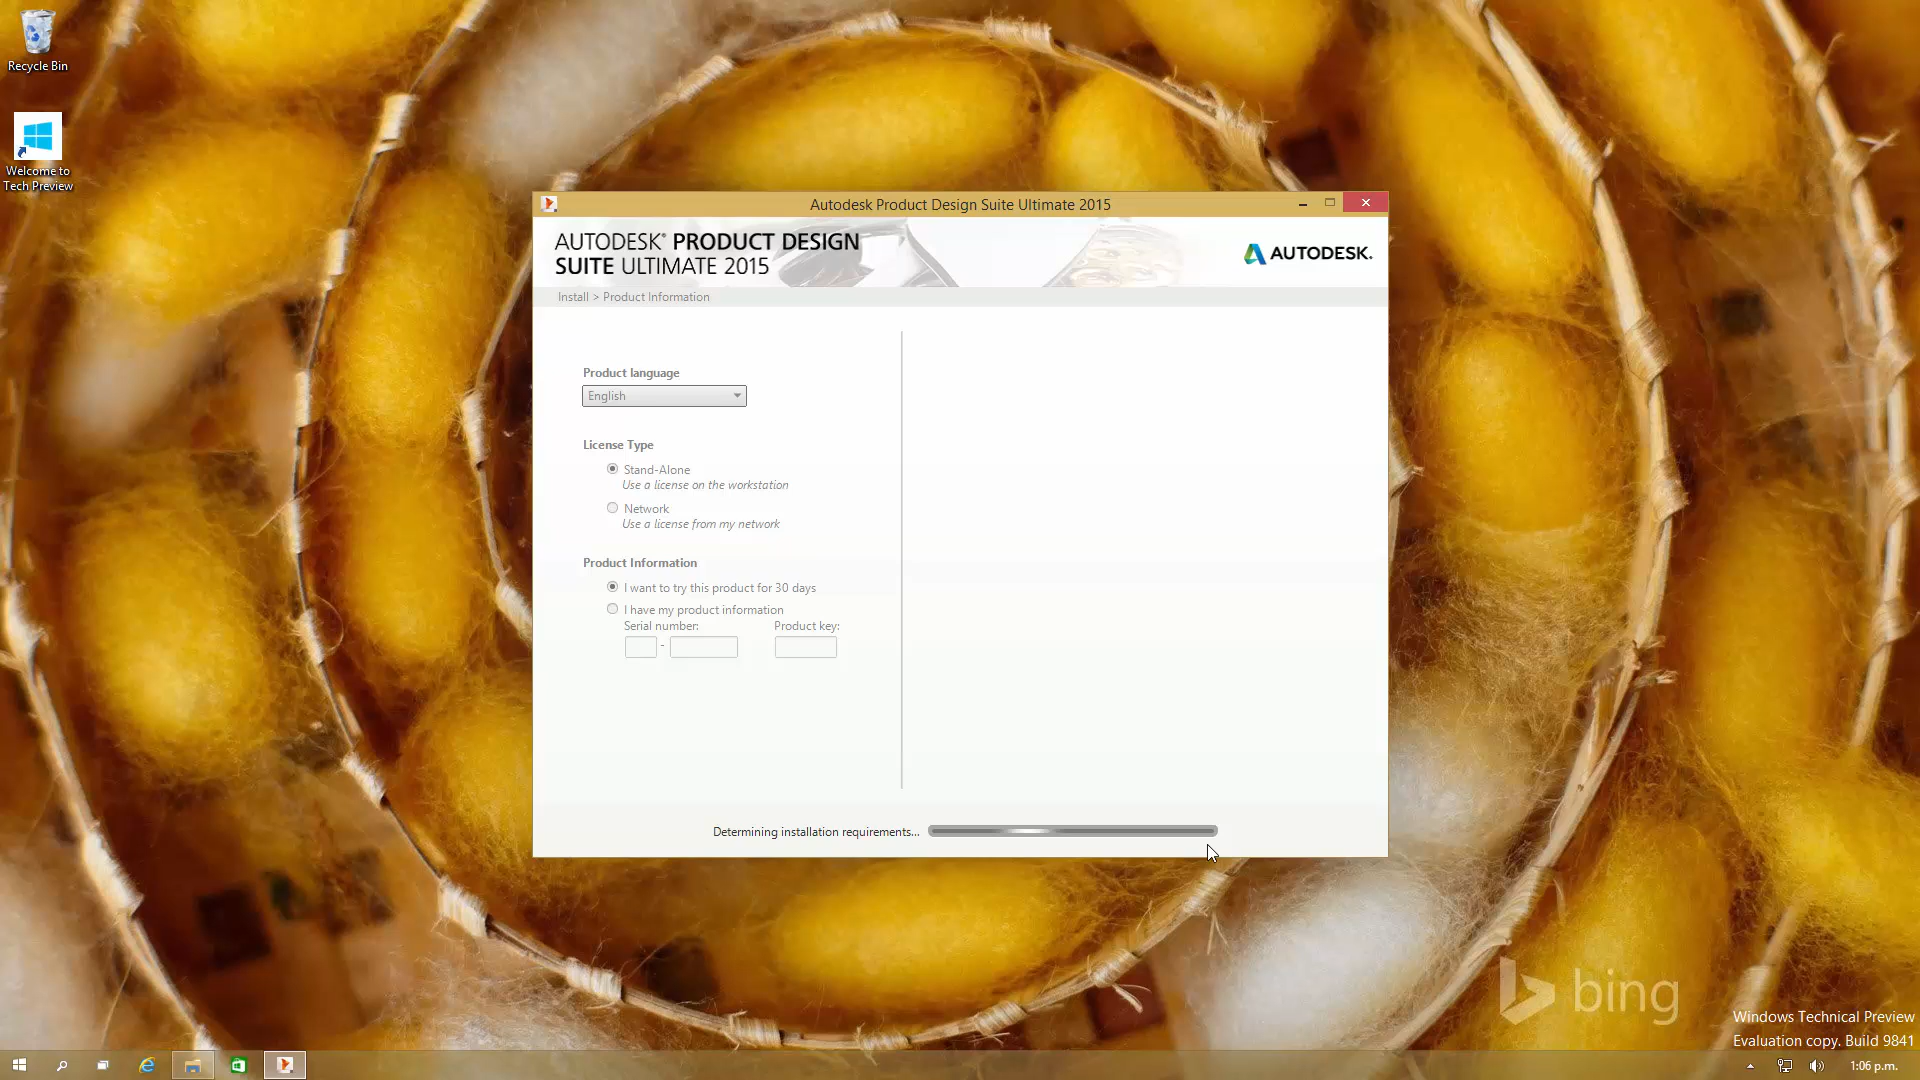 Recycle Bin
Welcome to
Tech Preview
Autodesk Product Design Suite Ultimate 2015
AUTODESK® PRODUCT DESIGN
SUITE ULTIMATE 2015
AUTODESK.
Install > Product Information
Product language
English
License Type
Stand-Alone
Use a license on the workstation
Network
Use a license from my network
Product Information
I want to try this product for 30 days
I have my product information
Serial number:
Product key:
-
Determining installation requirements...
bing
Windows Technical Preview
Evaluation copy. Build 9841
1:06 p.m.